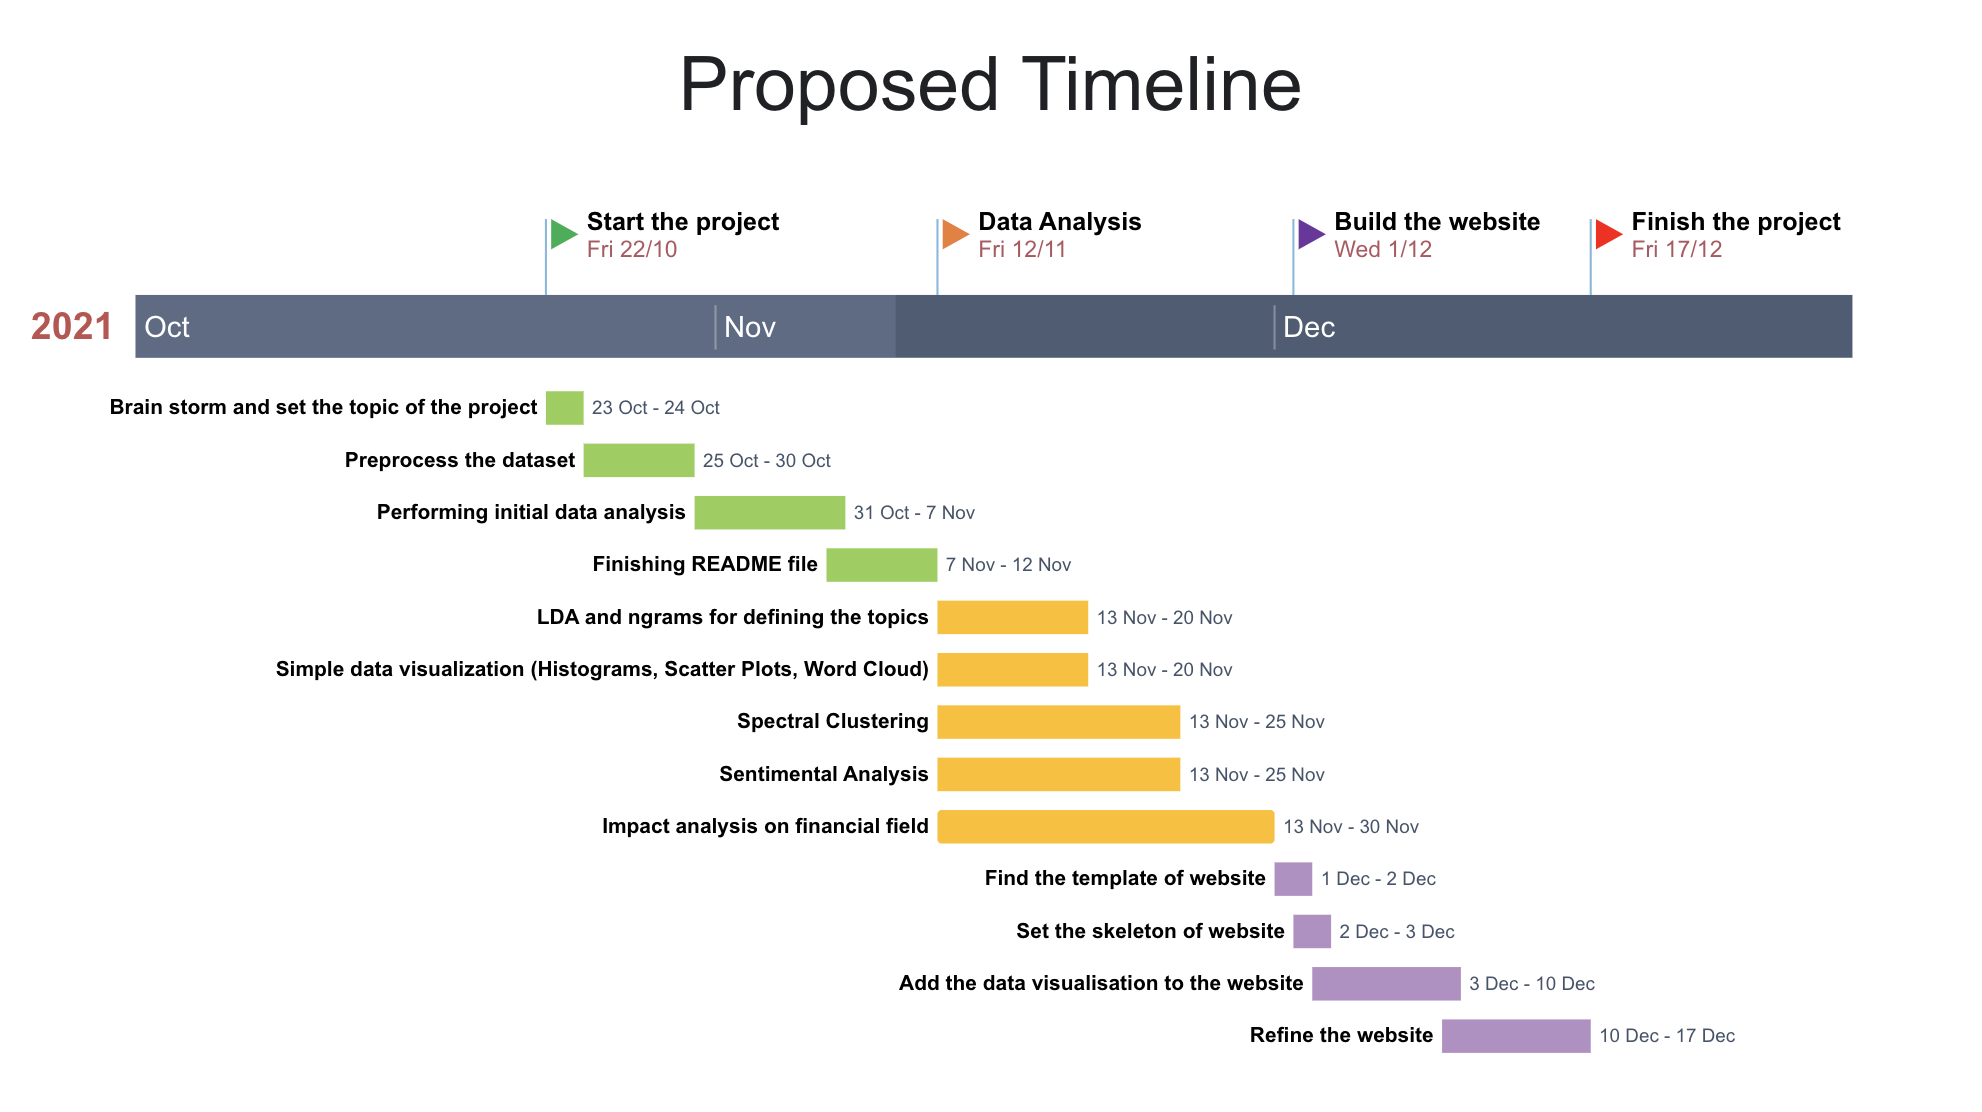 Proposed Timeline
Start the project
Fri 22/10
Data Analysis
Fri 12/11
Build the website
Wed 1/12
Finish the project
Fri 17/12
2021
Oct
Nov
Dec
Brain storm and set the topic of the project 23 Oct - 24 Oct
Preprocess the dataset 25 Oct - 30 Oct
Performing initial data analysis 31 Oct - 7 Nov
Finishing README file 7 Nov - 12 Nov
LDA and ngrams for defining the topics 13 Nov - 20 Nov
Simple data visualization (Histograms, Scatter Plots, Word Cloud) 13 Nov - 20 Nov
Spectral Clustering 13 Nov - 25 Nov
Sentimental Analysis 13 Nov - 25 Nov
Impact analysis on financial field 13 Nov - 30 Nov
Find the template of website 1 Dec - 2 Dec
Set the skeleton of website 2 Dec - 3 Dec
Add the data visualisation to the website 3 Dec - 10 Dec
Refine the website 10 Dec - 17 Dec